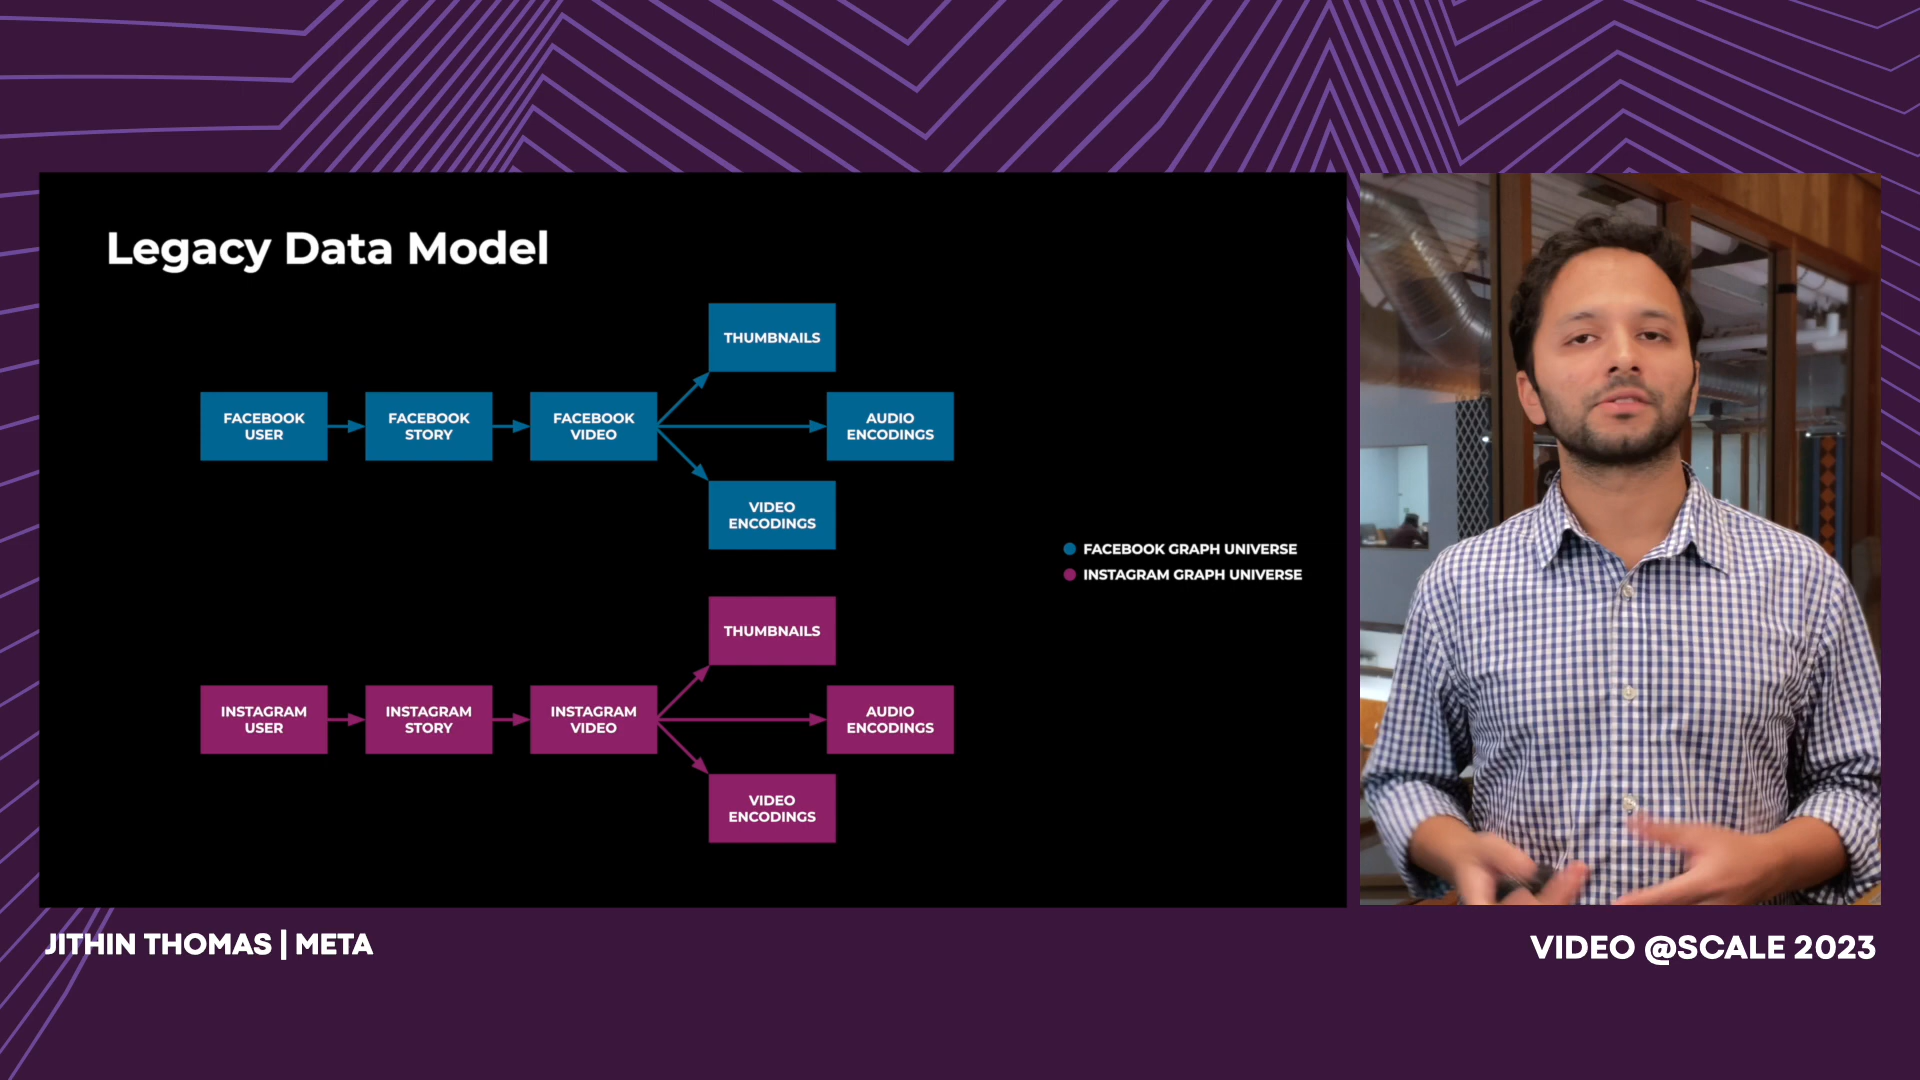 Legacy Data Model
THUMBNAILS
FACEBOOK
USER
FACEBOOK
STORY
FACEBOOK
VIDEO
AUDIO
ENCODINGS
VIDEO
ENCODINGS
FACEBOOK GRAPH UNIVERSE
INSTAGRAM GRAPH UNIVERSE
THUMBNAILS
INSTAGRAM
USER
INSTAGRAM
STORY
INSTAGRAM
VIDEO
AUDIO
ENCODINGS
VIDEO
ENCODINGS
JITHIN THOMAS | META
VIDEO @SCALE 2023